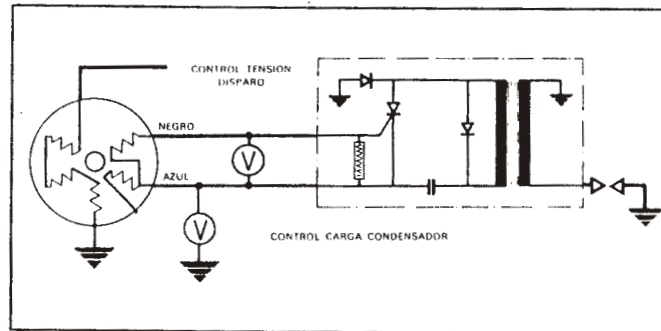 CONTROL TENSION
DISPARO
NEGRO
V
AZUL
V
CONTROL CARGA CONDENSADOR